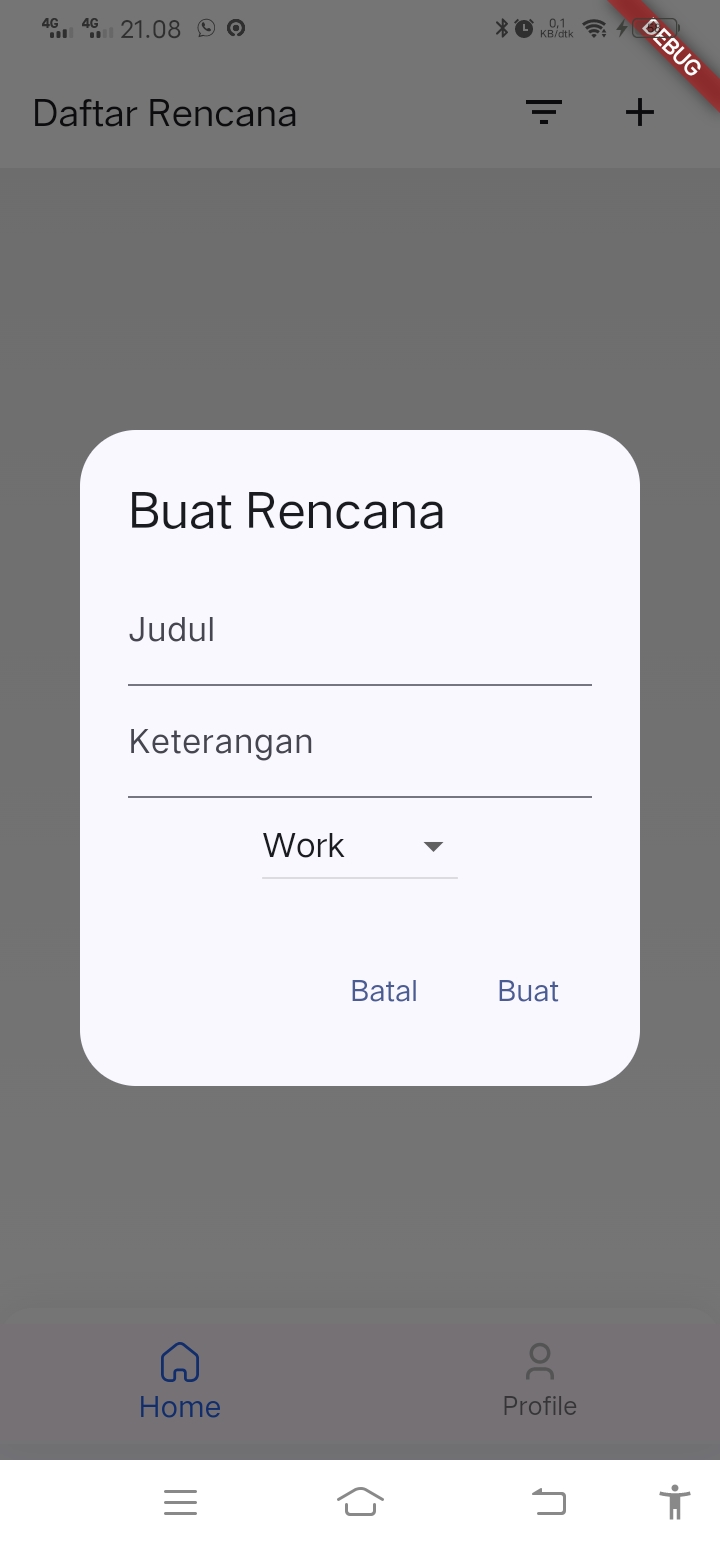 4G 4G 21.08 0,1 KB/dtk
DEBUG
Daftar Rencana
Buat Rencana
Judul
Keterangan
Work
Batal Buat
Home Profile